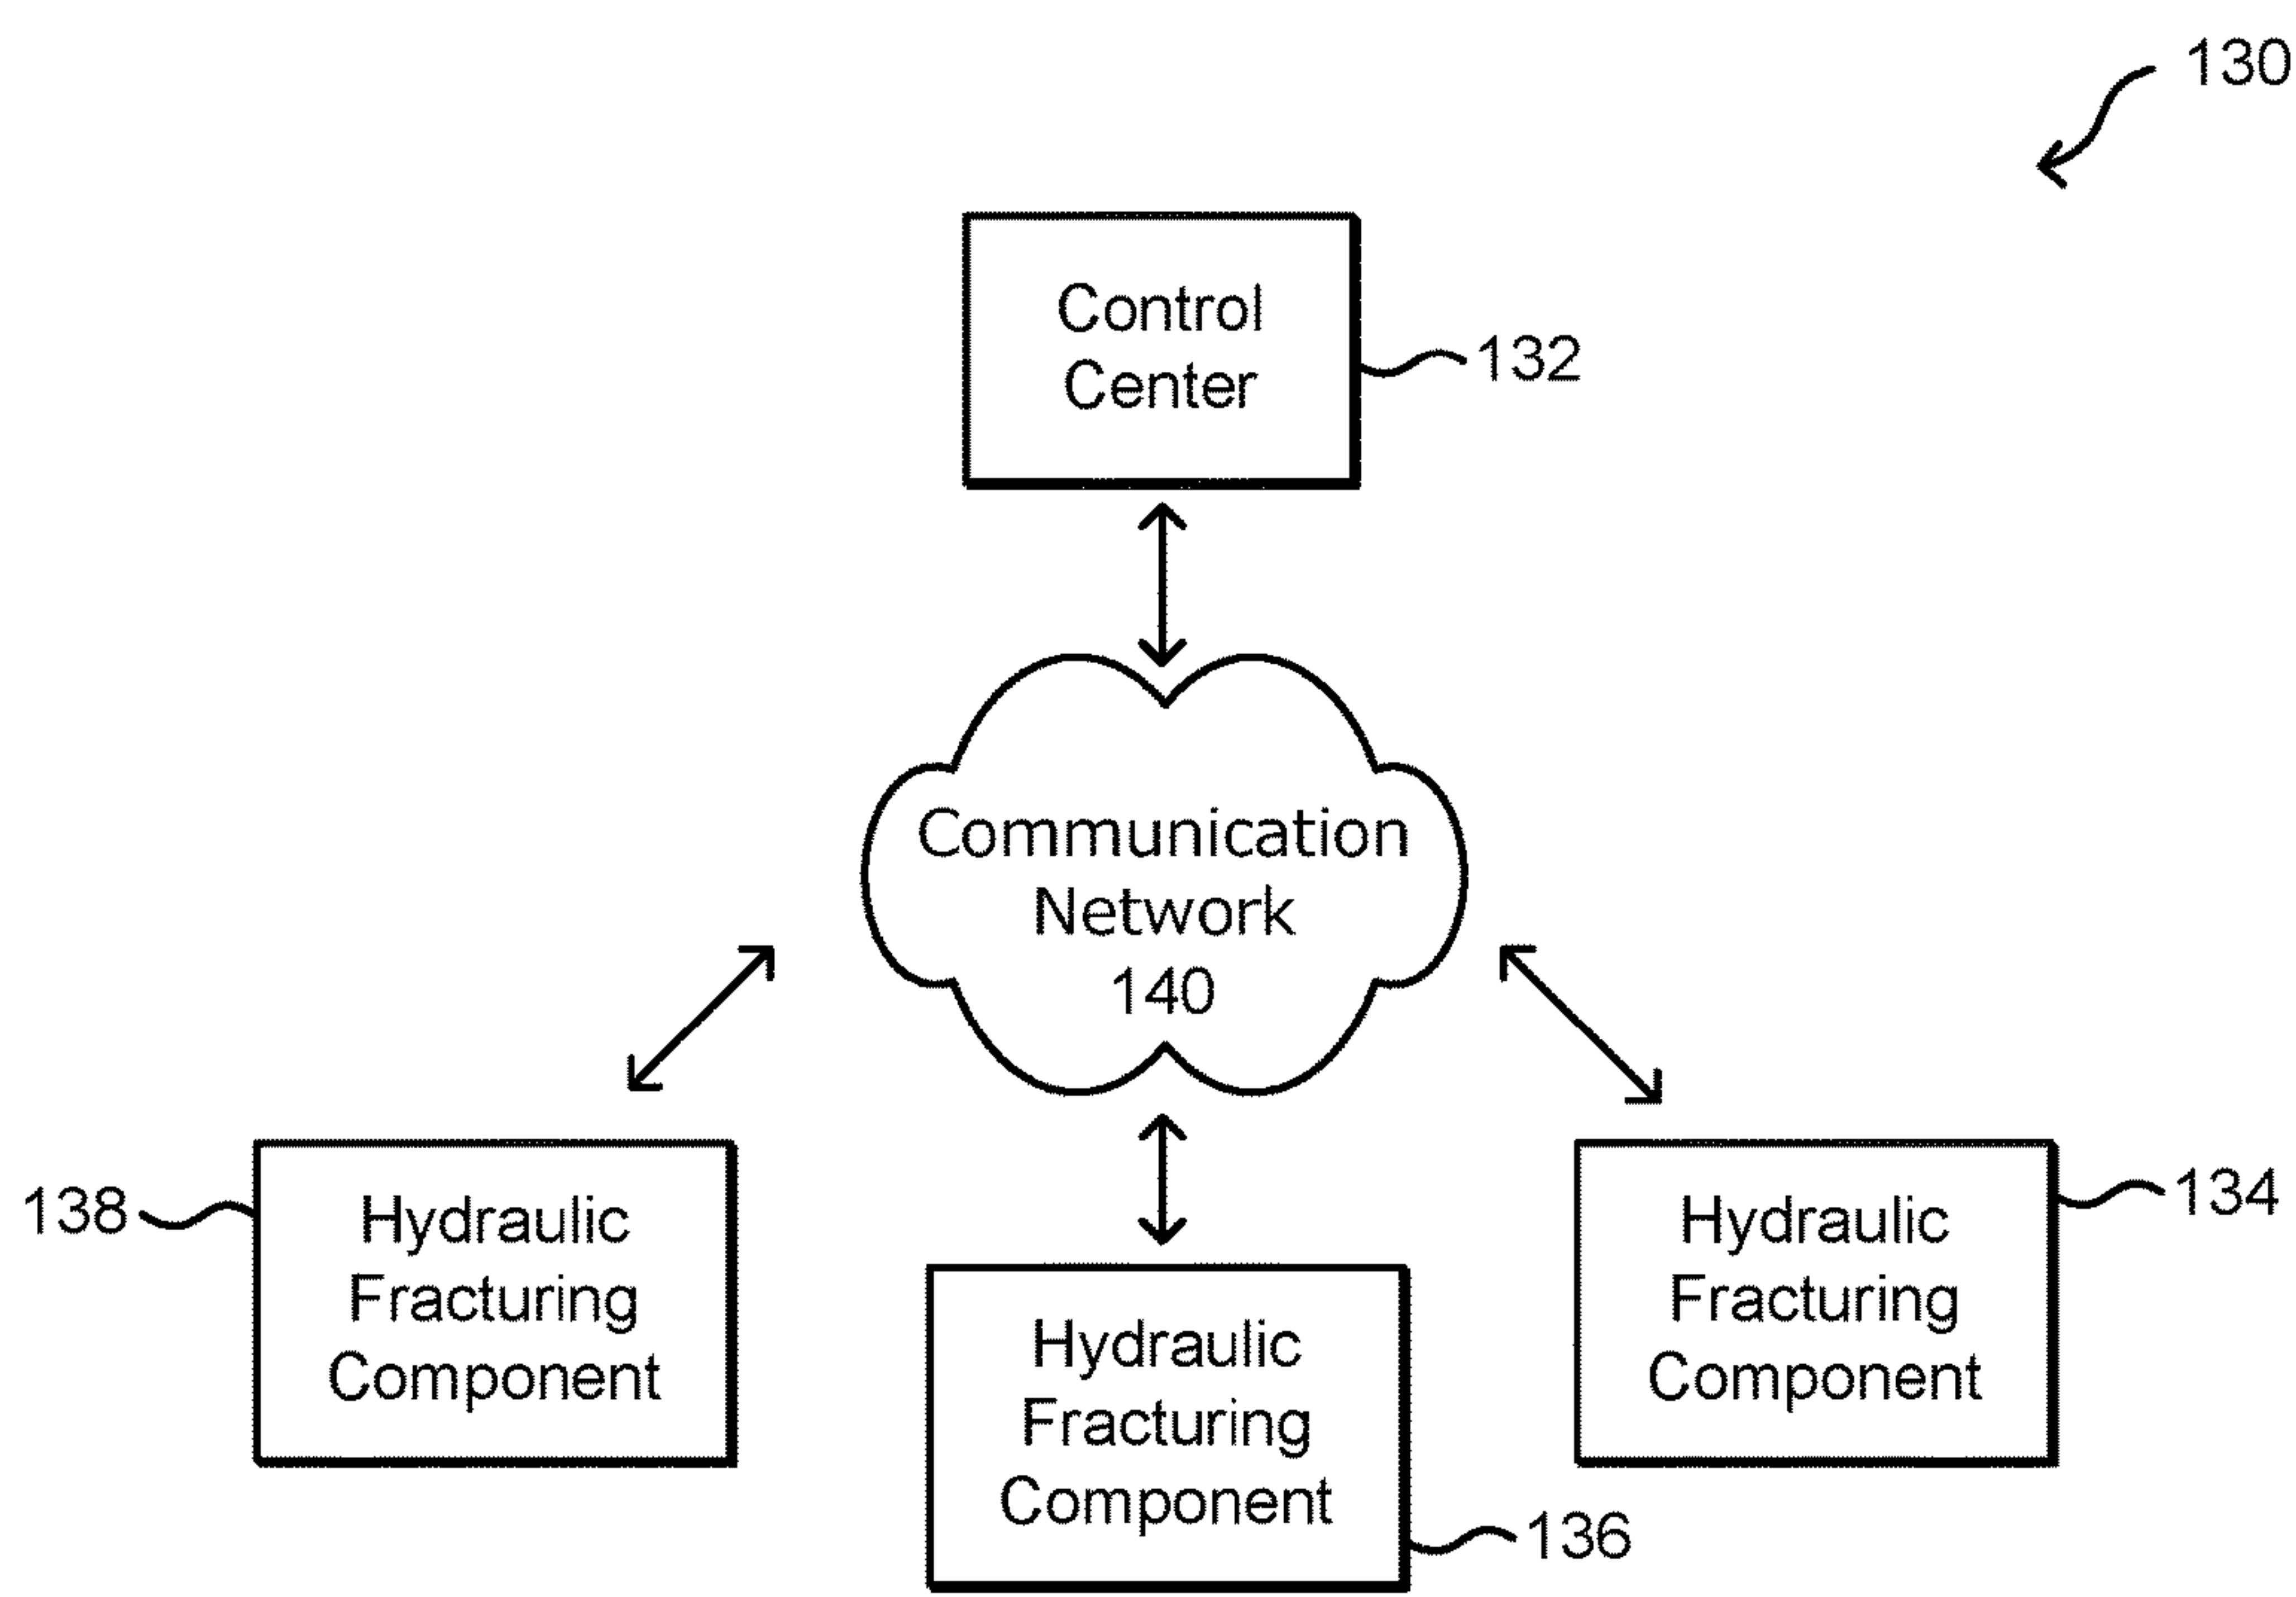 130
Control
Center
132
Communication
Network
140
138
Hydraulic
Fracturing
Component
Hydraulic
Fracturing
Component
136
Hydraulic
Fracturing
Component
134